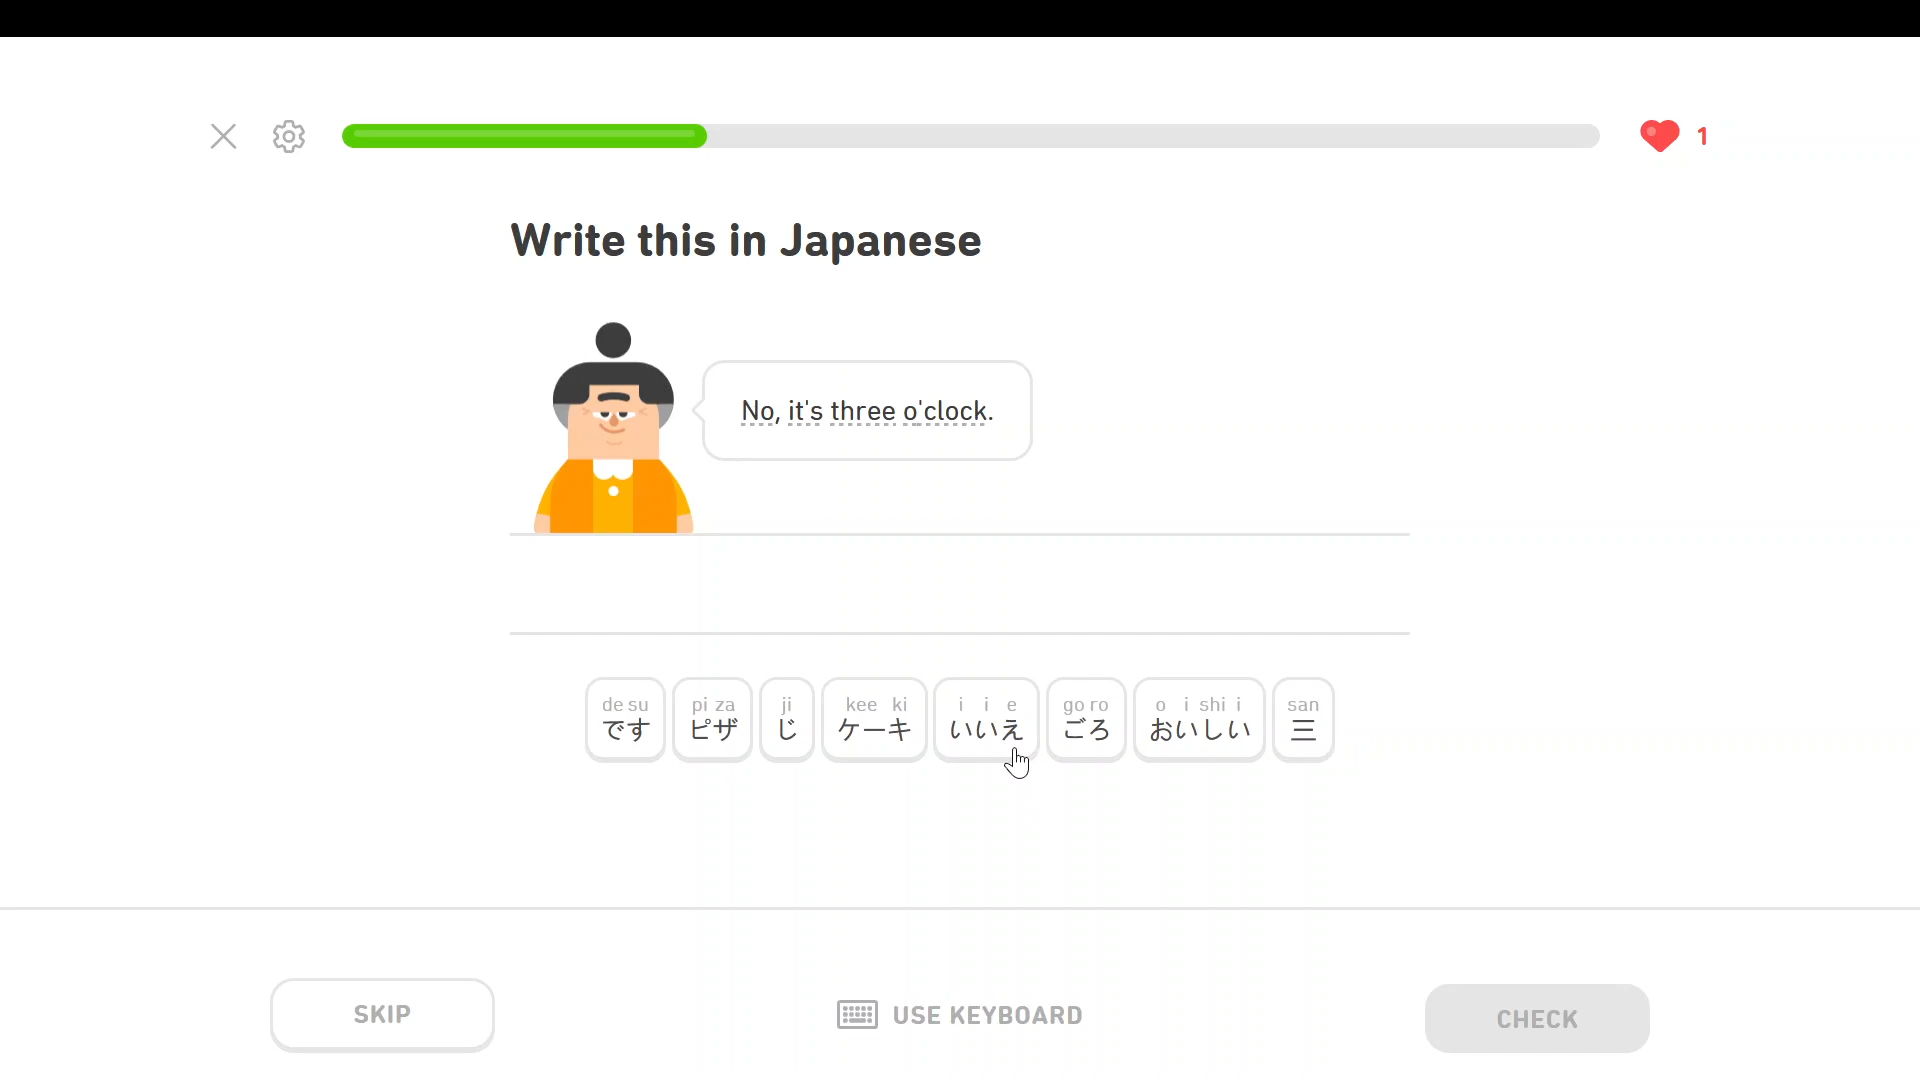 1
Write this in Japanese
No, it's three o'clock.
de su pi za ji kee ki i i e go ro o i shi i san
です ピザ じ ケーキ いいえ ごろ おいしい 三
SKIP USE KEYBOARD CHECK